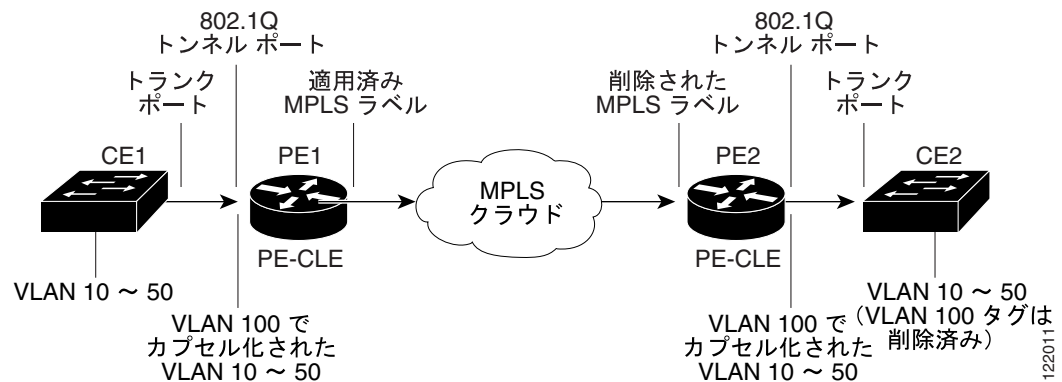 802.1Q
トンネル ポート
802.1Q
トンネル ポート
トランク
ポート
適用済み
MPLS ラベル
削除された
MPLS ラベル
トランク
ポート
CE1
PE1
MPLS
クラウド
PE2
CE2
PE-CLE
PE-CLE
VLAN 10 ～ 50
VLAN 100 で
カプセル化された
VLAN 10 ～ 50
VLAN 100 で
カプセル化された
VLAN 10 ～ 50
VLAN 10 ～ 50
(VLAN 100 タグは
削除済み)
122011